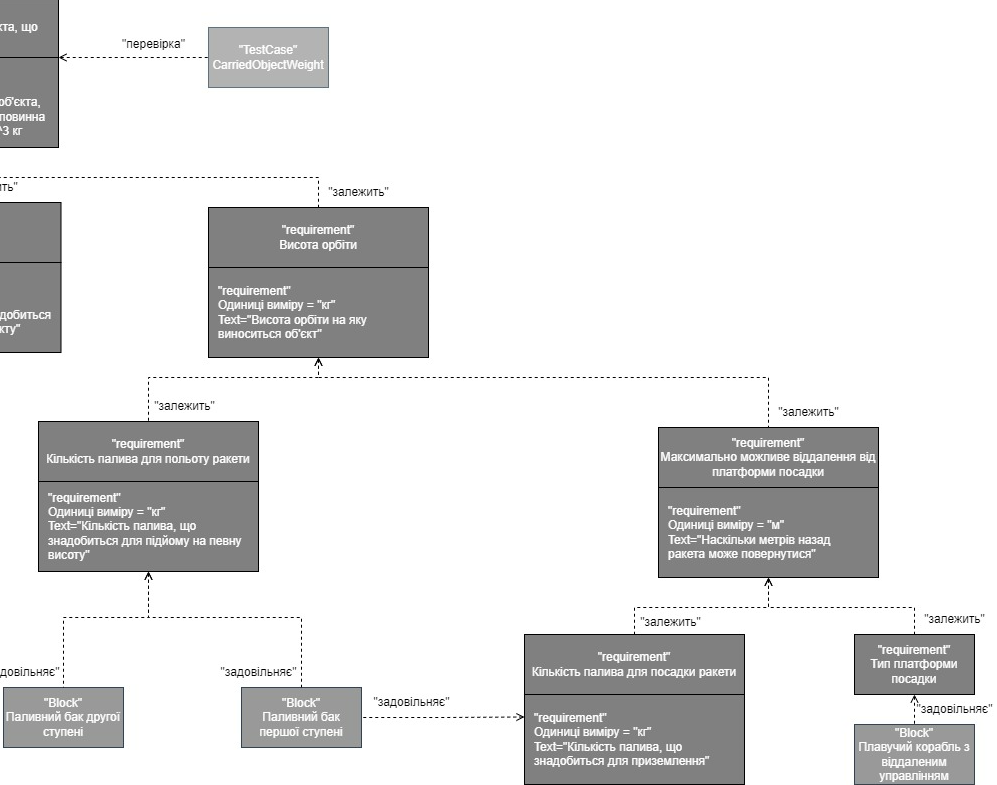 кта, що
"перевірка"
"TestCase"
CarriedObjectWeight
об'єкта,
повинна
^3 кг
ить"
"залежить"
"requirement"
Висота орбіти
"requirement"
Одиниці виміру = "кг"
Text="Висота орбіти на яку
виноситься об'єкт"
добиться
кту"
"залежить"
"requirement"
Кількість палива для польоту ракети
"requirement"
Одиниці виміру = "кг"
Text="Кількість палива, що
знадобиться для підйому на певну
висоту"
"залежить"
"requirement"
Максимально можливе віддалення від
платформи посадки
"requirement"
Одиниці виміру = "м"
Text="Наскільки метрів назад
ракета може повернутися"
адовільняє"
"Block"
Паливний бак другої
ступені
"задовільняє"
"Block"
Паливний бак
першої ступені
"задовільняє"
"залежить"
"requirement"
Кількість палива для посадки ракети
"requirement"
Одиниці виміру = "кг"
Text="Кількість палива, що
знадобиться для приземлення"
"залежить"
"requirement"
Тип платформи
посадки
"задовільняє"
"Block"
Плавучий корабль з
віддаленим
управлінням